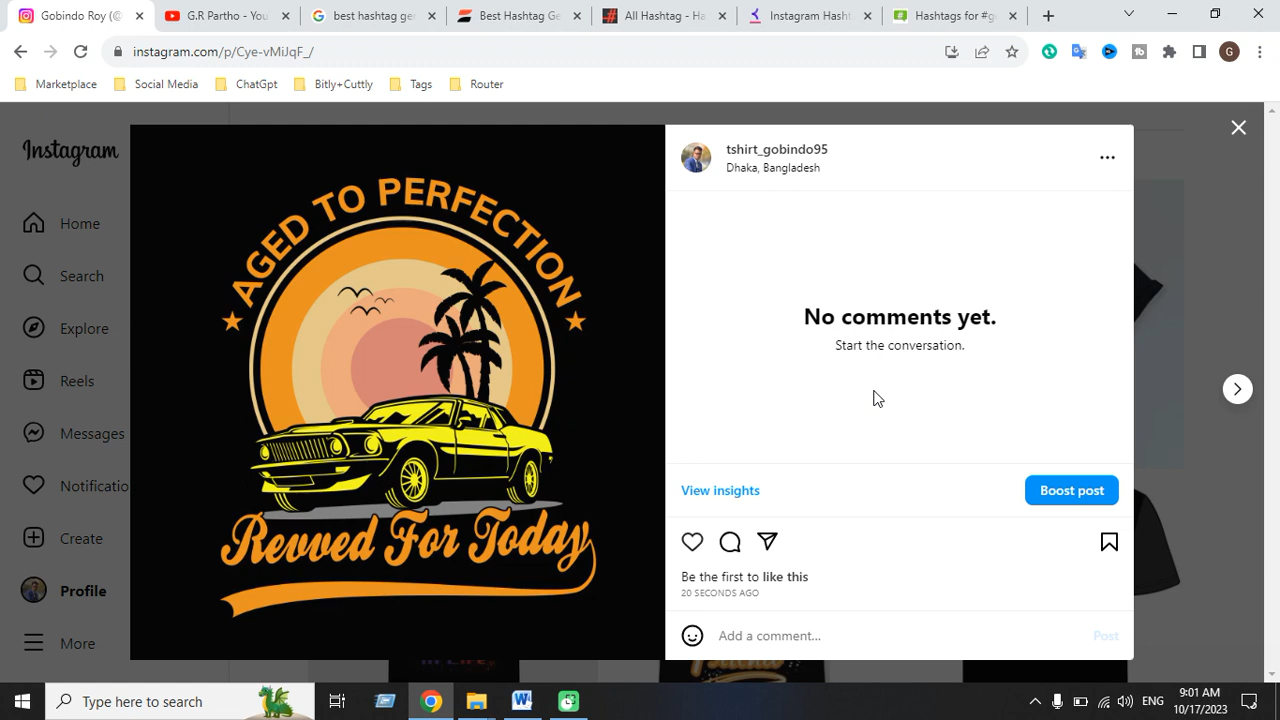 Gobindo Roy (@
G.R Partho - You
best hashtag gen
Best Hashtag Ge
All Hashtag - Ha
Instagram Hasht
Hashtags for #g
instagram.com/p/Cye-vMiJqF_/
G
Marketplace
Social Media
ChatGpt
Bitly+Cuttly
Tags
Router
Instagram
Home
Search
Explore
Reels
Messages
Notificatio
Create
Profile
More
AGED TO PERFECTION
Revved For Today
tshirt_gobindo95
Dhaka, Bangladesh
No comments yet.
Start the conversation.
View insights
Boost post
Be the first to like this
20 SECONDS AGO
Add a comment...
Post
Type here to search
ENG
9:01 AM
10/17/2023